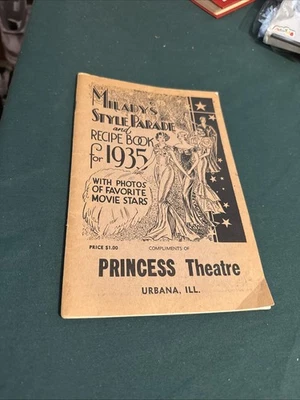 MILADY'S
STYLE PARADE
and
RECIPE BOOK
for 1935
WITH PHOTOS
OF FAVORITE
MOVIE STARS
PRICE $1.00
COMPLIMENTS OF
PRINCESS Theatre
URBANA, ILL.